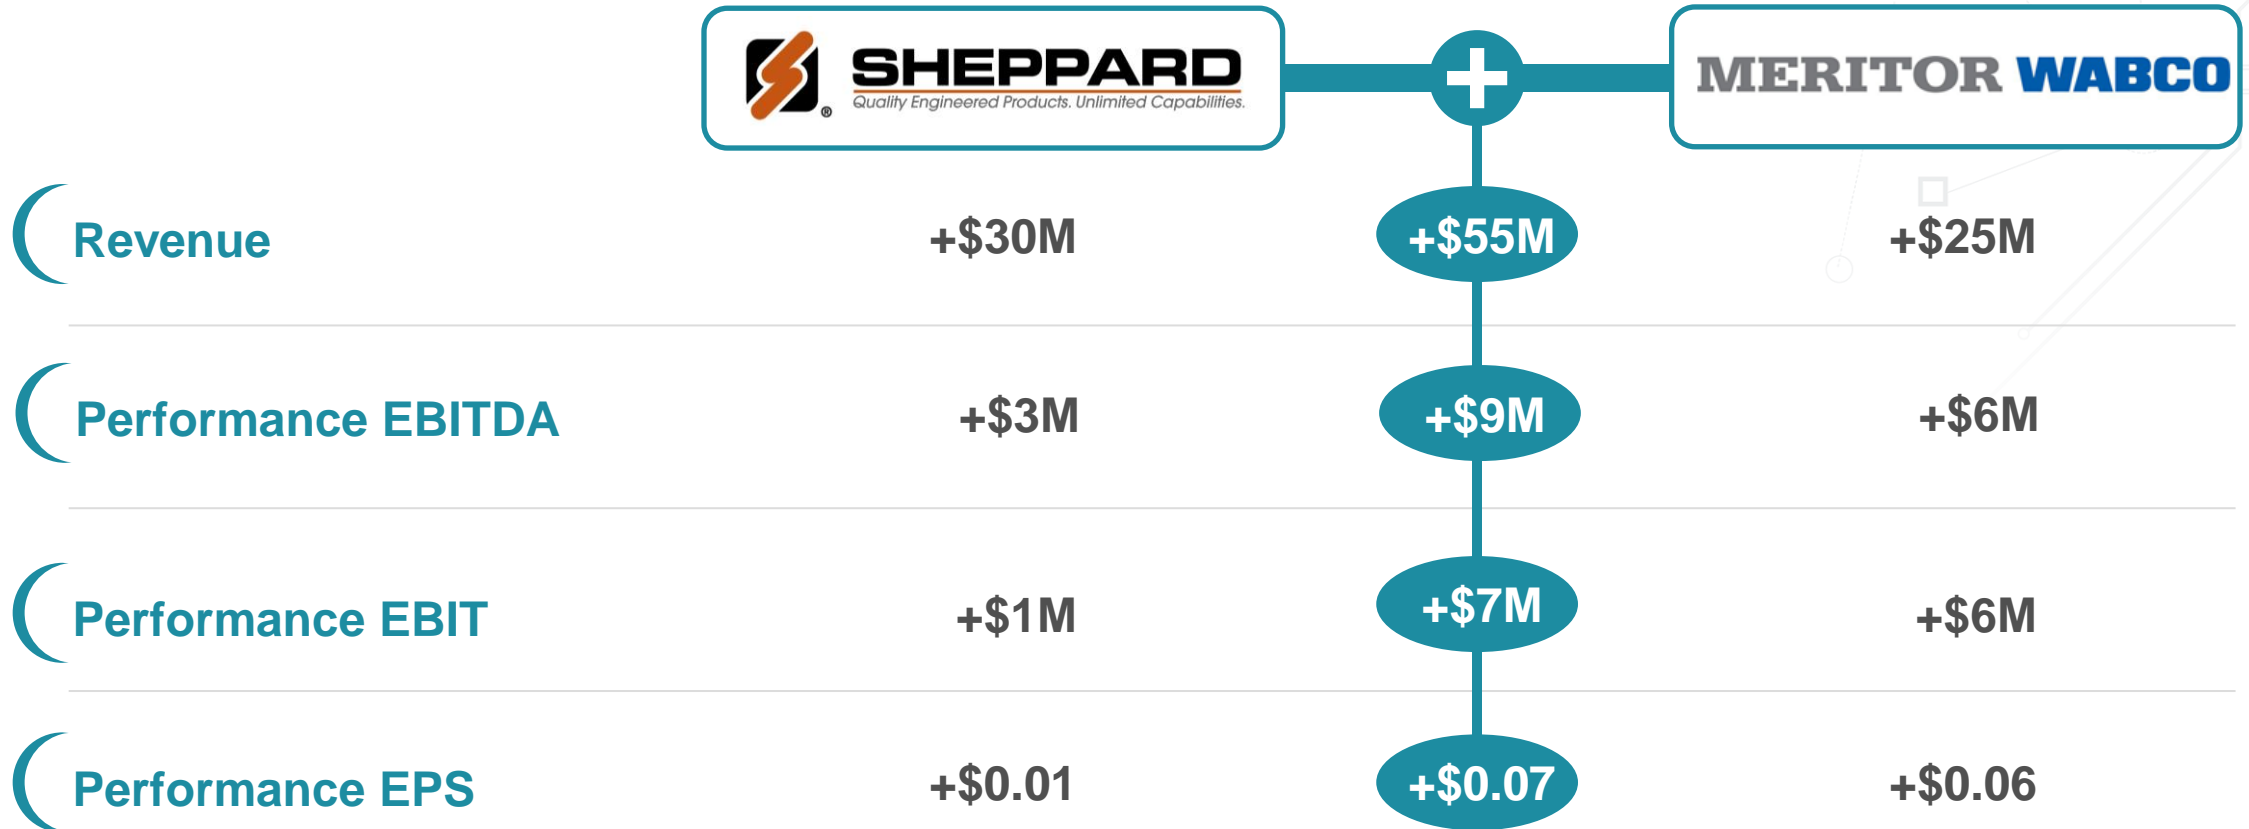 SHEPPARD
Quality Engineered Products. Unlimited Capabilities.
®
+
MERITOR WABCO
Revenue +$30M +$55M +$25M
Performance EBITDA +$3M +$9M +$6M
Performance EBIT +$1M +$7M +$6M
Performance EPS +$0.01 +$0.07 +$0.06